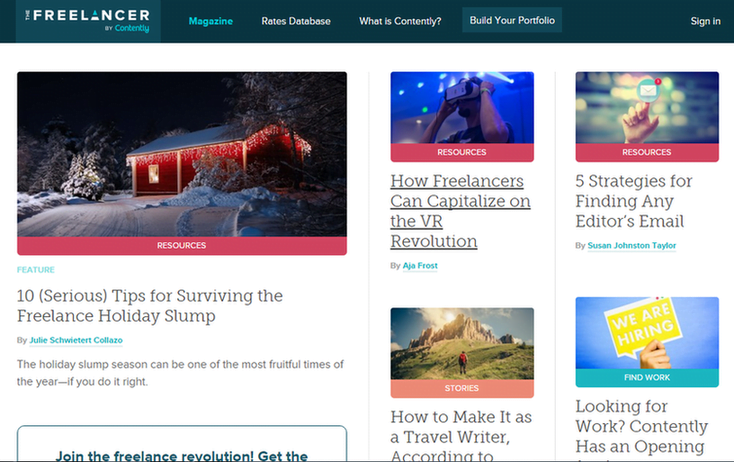 THE FREELANCER
BY Contently
Magazine
Rates Database
What is Contently?
Build Your Portfolio
Sign in
RESOURCES
FEATURE
10 (Serious) Tips for Surviving the
Freelance Holiday Slump
By Julie Schwietert Collazo
The holiday slump season can be one of the most fruitful times of
the year—if you do it right.
Join the freelance revolution! Get the
RESOURCES
How Freelancers
Can Capitalize on
the VR
Revolution
By Aja Frost
STORIES
How to Make It as
a Travel Writer,
According to
RESOURCES
5 Strategies for
Finding Any
Editor's Email
By Susan Johnston Taylor
WE ARE
HIRING
FIND WORK
Looking for
Work? Contently
Has an Opening